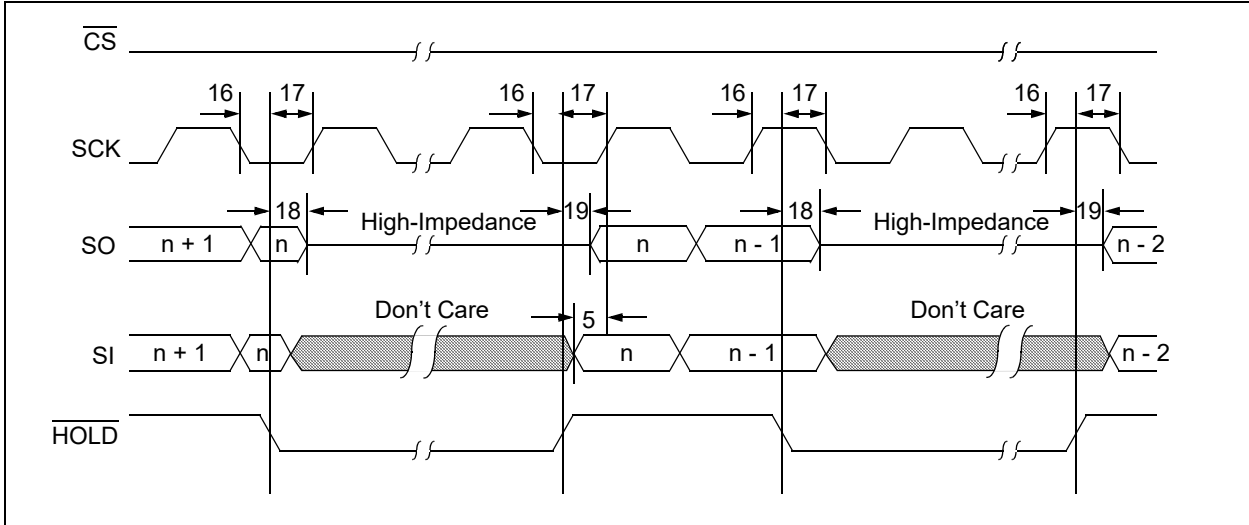 CS
16 17 16 17 16 17 16 17
SCK
18 High-Impedance 19 18 High-Impedance 19
SO n + 1 n n n - 1 n - 2
Don't Care 5 Don't Care
SI n + 1 n n n - 1 n - 2
HOLD